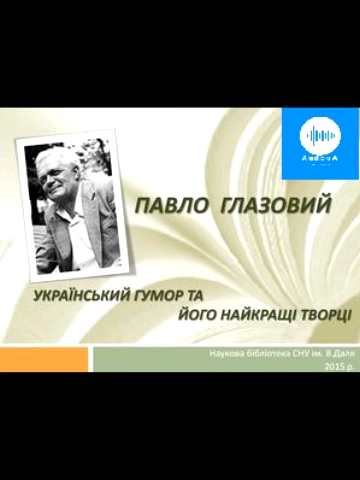 ПАВЛО ГЛАЗОВИЙ
УКРАЇНСЬКИЙ ГУМОР ТА
ЙОГО НАЙКРАЩІ ТВОРЦІ
Наукова бібліотека СНУ ім. В.Даля
2015 р.